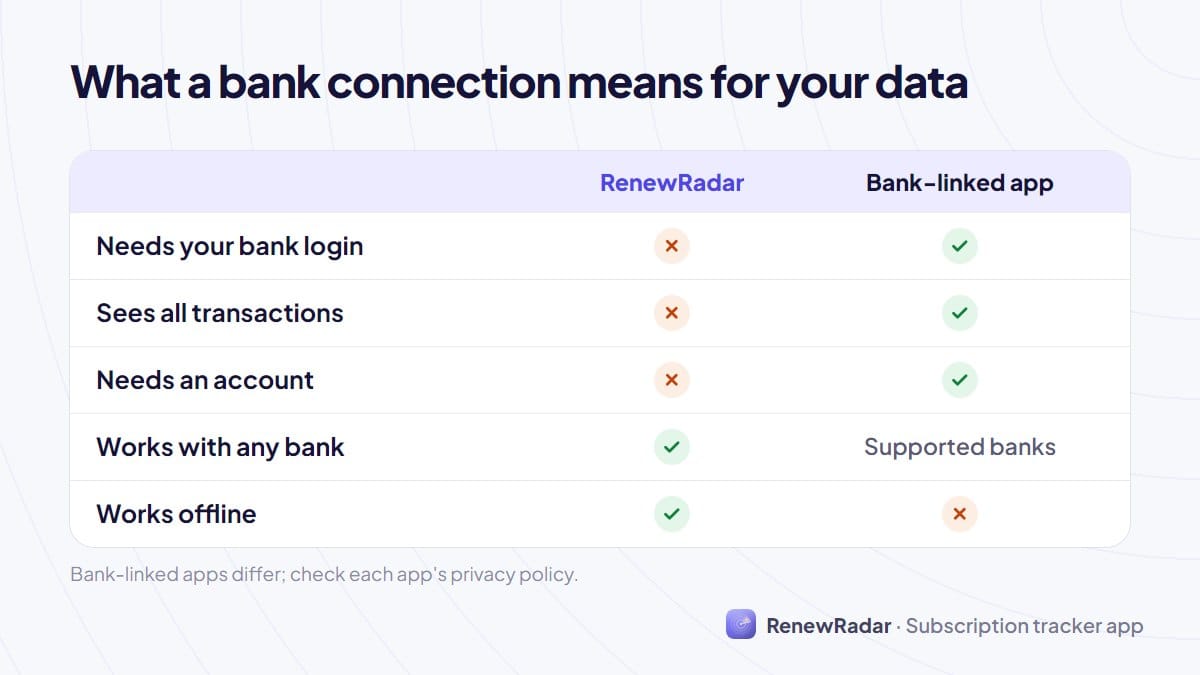 What a bank connection means for your data
RenewRadar Bank-linked app
Needs your bank login
Sees all transactions
Needs an account
Works with any bank Supported banks
Works offline
Bank-linked apps differ; check each app's privacy policy.
RenewRadar · Subscription tracker app